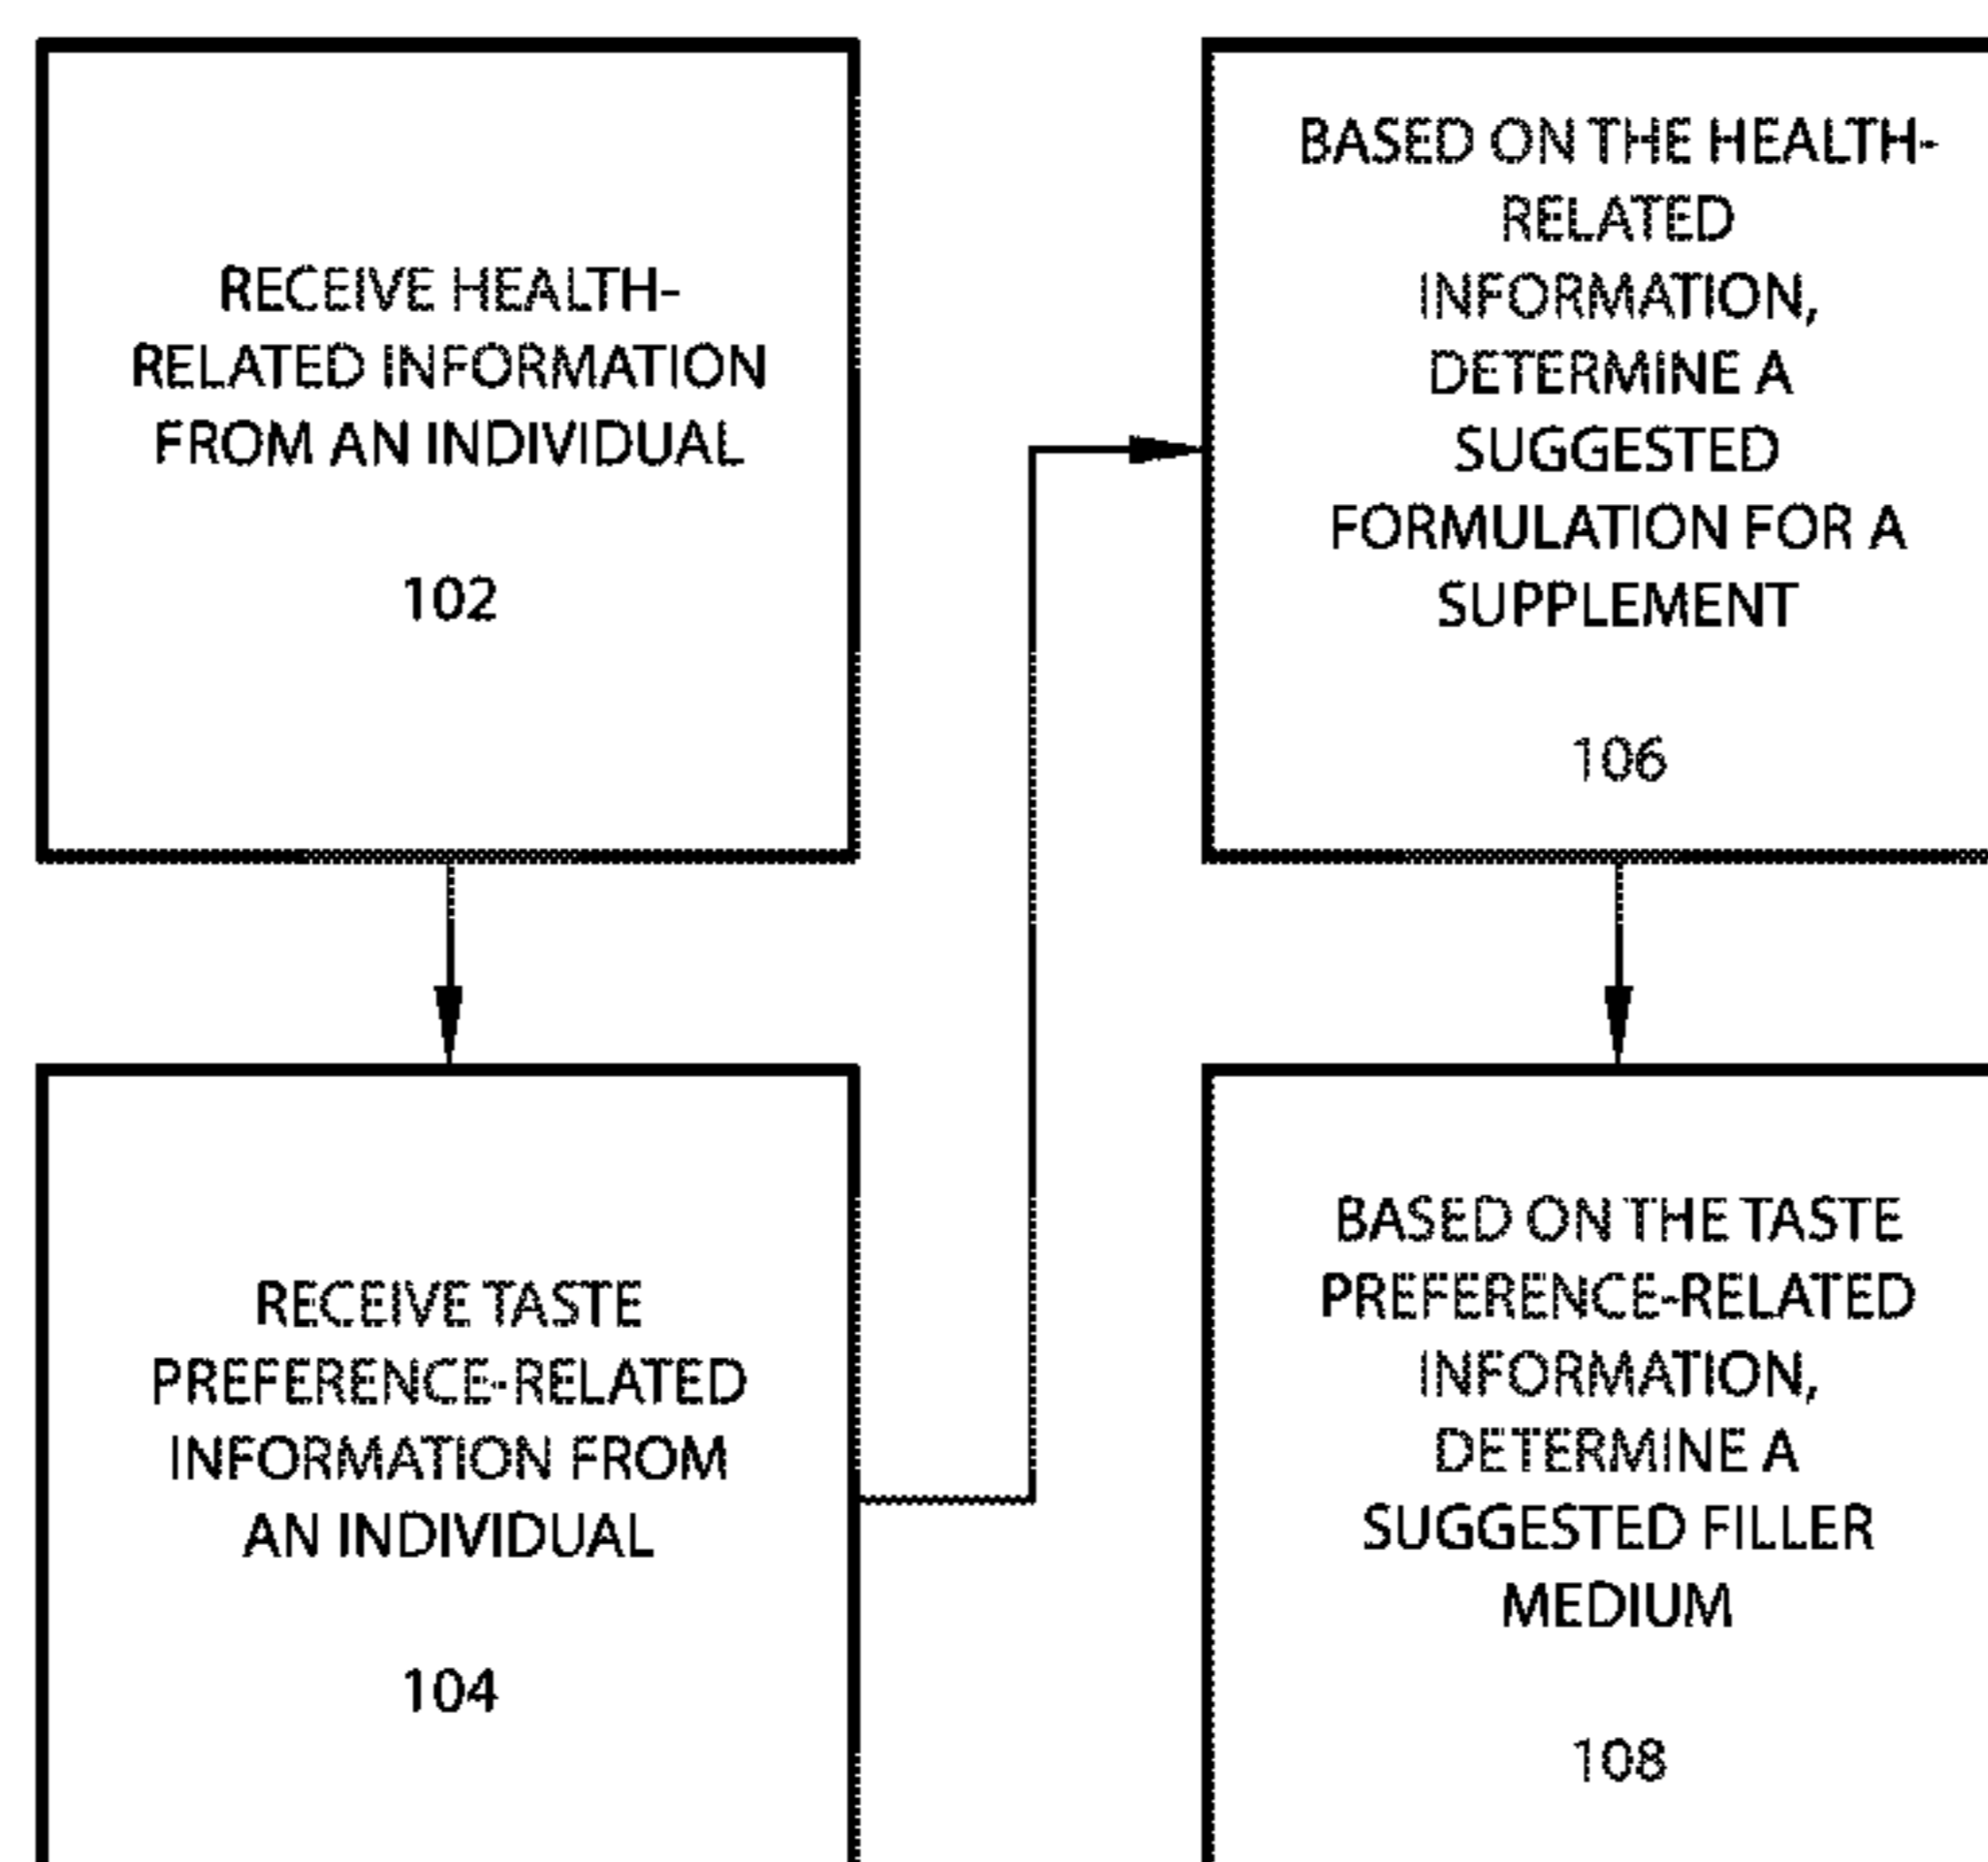 RECEIVE HEALTH-
RELATED INFORMATION
FROM AN INDIVIDUAL
102
RECEIVE TASTE
PREFERENCE-RELATED
INFORMATION FROM
AN INDIVIDUAL
104
BASED ON THE HEALTH-
RELATED
INFORMATION,
DETERMINE A
SUGGESTED
FORMULATION FOR A
SUPPLEMENT
106
BASED ON THE TASTE
PREFERENCE-RELATED
INFORMATION,
DETERMINE A
SUGGESTED FILLER
MEDIUM
108